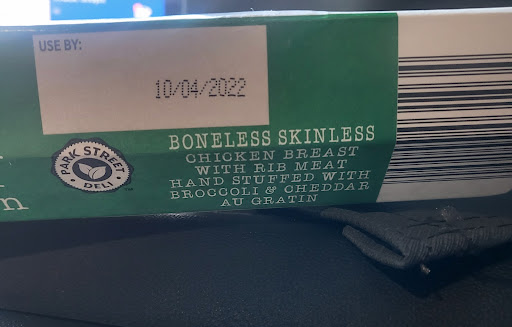 USE BY:
10/04/2022
PARK STREET
DELI
BONELESS SKINLESS
CHICKEN BREAST
WITH RIB MEAT
HAND STUFFED WITH
BROCCOLI & CHEDDAR
AU GRATIN